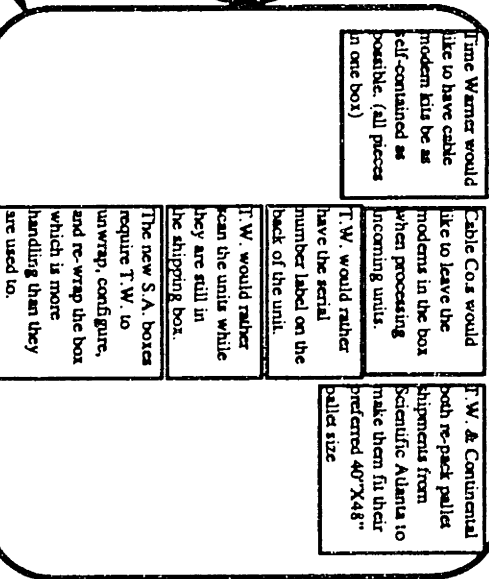 Time Warner would
like to have cable
modem kits be as
self-contained as
possible. (all pieces
in one box)
Cable Co.s would
like to leave the
modems in the box
when processing
incoming units.
T.W. would rather
have the serial
number label on the
back of the unit.
T.W. would rather
scan the units while
they are still in
the shipping box.
The new S.A. boxes
require T.W. to
unwrap, configure,
and re-wrap the box
which is more
handling than they
are used to.
T.W. & Continental
both re-pack pallet
shipments from
Scientific Atlanta to
make them fit their
preferred 40"X48"
pallet size